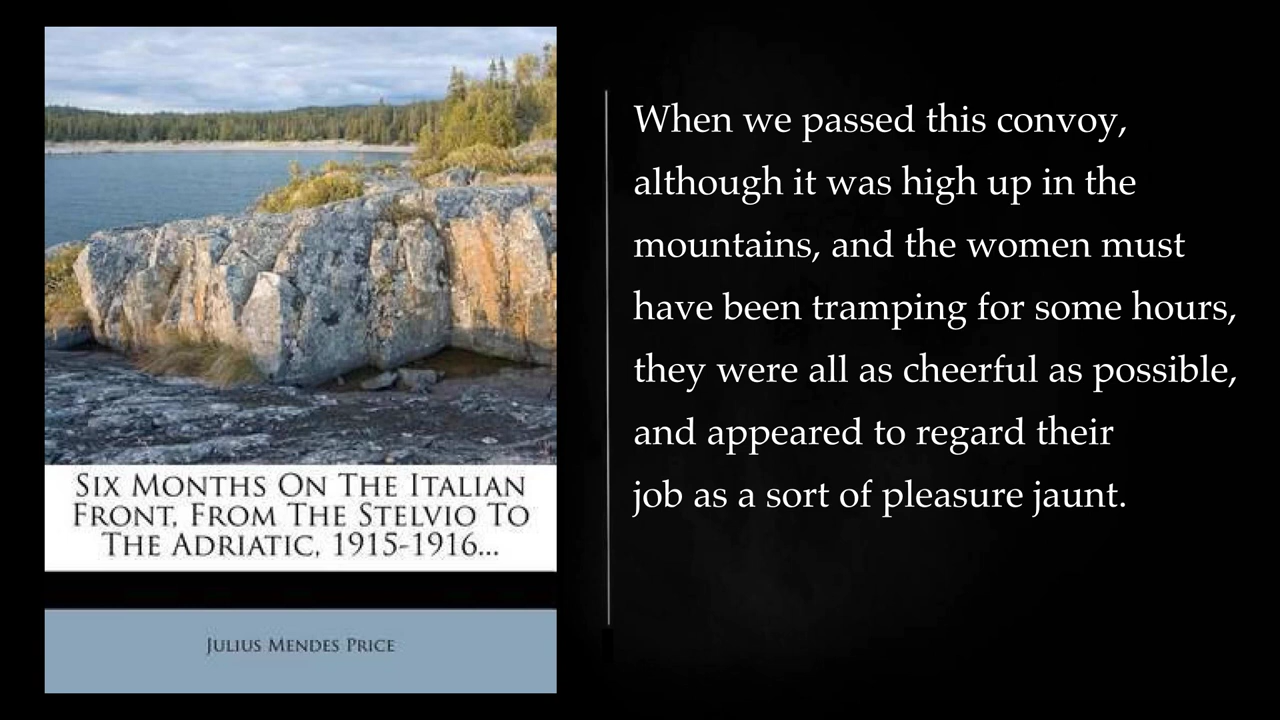 Six Months On The Italian
Front, From The Stelvio To
The Adriatic, 1915-1916...
Julius Mendes Price
When we passed this convoy,
although it was high up in the
mountains, and the women must
have been tramping for some hours,
they were all as cheerful as possible,
and appeared to regard their
job as a sort of pleasure jaunt.